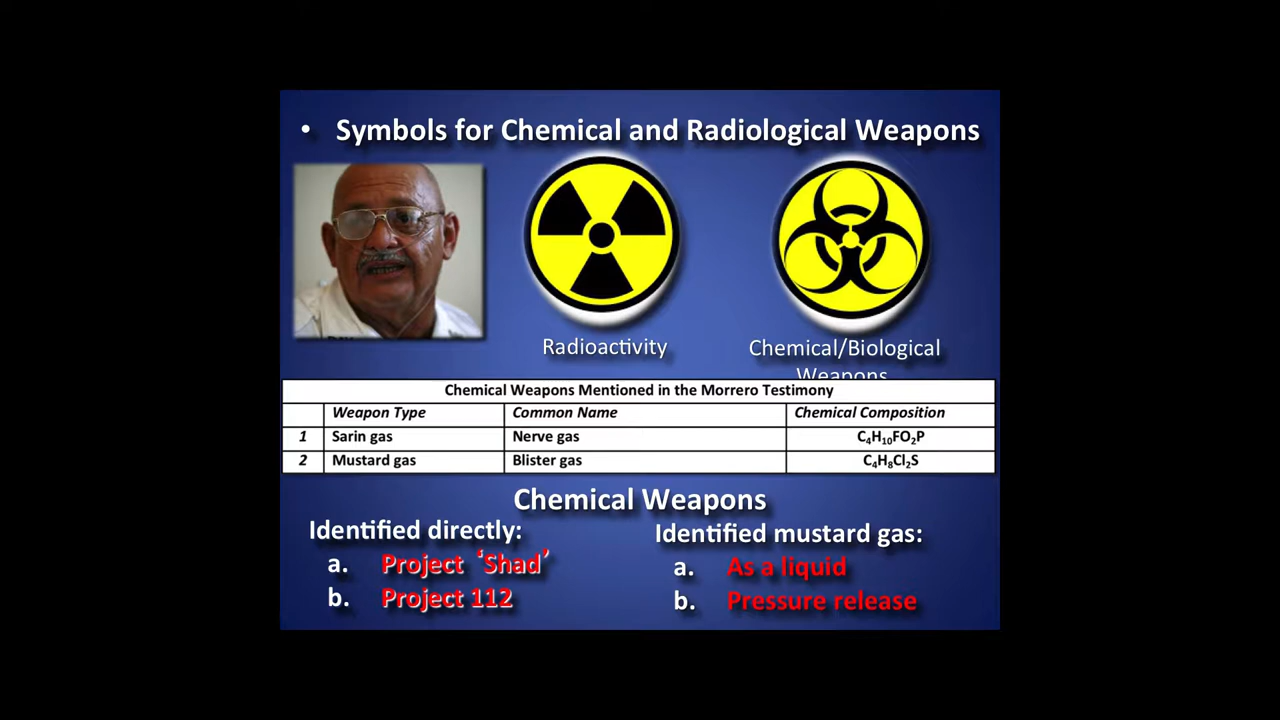 • Symbols for Chemical and Radiological Weapons
Radioactivity
Chemical/Biological
Weapons
Chemical Weapons Mentioned in the Morrero Testimony
Weapon Type Common Name Chemical Composition
1 Sarin gas Nerve gas C₄H₁₀FO₂P
2 Mustard gas Blister gas C₄H₈Cl₂S
Chemical Weapons
Identified directly:
a. Project ‘Shad’
b. Project 112
Identified mustard gas:
a. As a liquid
b. Pressure release